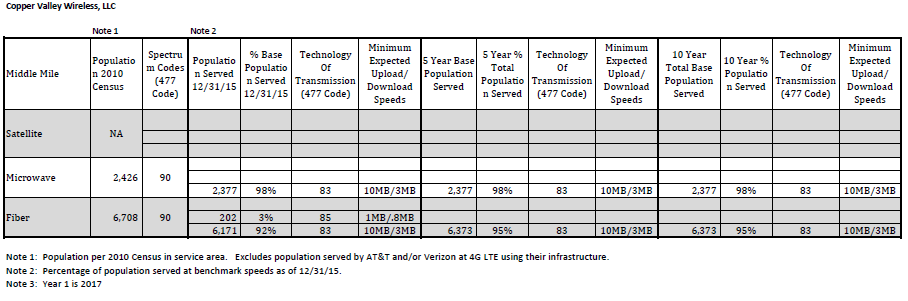 Copper Valley Wireless, LLC
Note 1 Note 2
Middle Mile
Populatio
n 2010
Census
Spectru
m Codes
(477
Code)
Population
Served
12/31/15
% Base
Populatio
n Served
12/31/15
Technology
Of
Transmission
(477 Code)
Minimum
Expected
Upload/
Download
Speeds
5 Year Base
Population
Served
5 Year %
Total
Populatio
n Served
Technology
Of
Transmission
(477 Code)
Minimum
Expected
Upload/
Download
Speeds
10 Year
Total Base
Population
Served
10 Year %
Populatio
n Served
Technology
Of
Transmission
(477 Code)
Minimum
Expected
Upload/
Download
Speeds
Satellite NA
Microwave 2,426 90
2,377 98% 83 10MB/3MB 2,377 98% 83 10MB/3MB 2,377 98% 83 10MB/3MB
Fiber 6,708 90 202 3% 85 1MB/.8MB
6,171 92% 83 10MB/3MB 6,373 95% 83 10MB/3MB 6,373 95% 83 10MB/3MB
Note 1: Population per 2010 Census in service area. Excludes population served by AT&T and/or Verizon at 4G LTE using their infrastructure.
Note 2: Percentage of population served at benchmark speeds as of 12/31/15.
Note 3: Year 1 is 2017